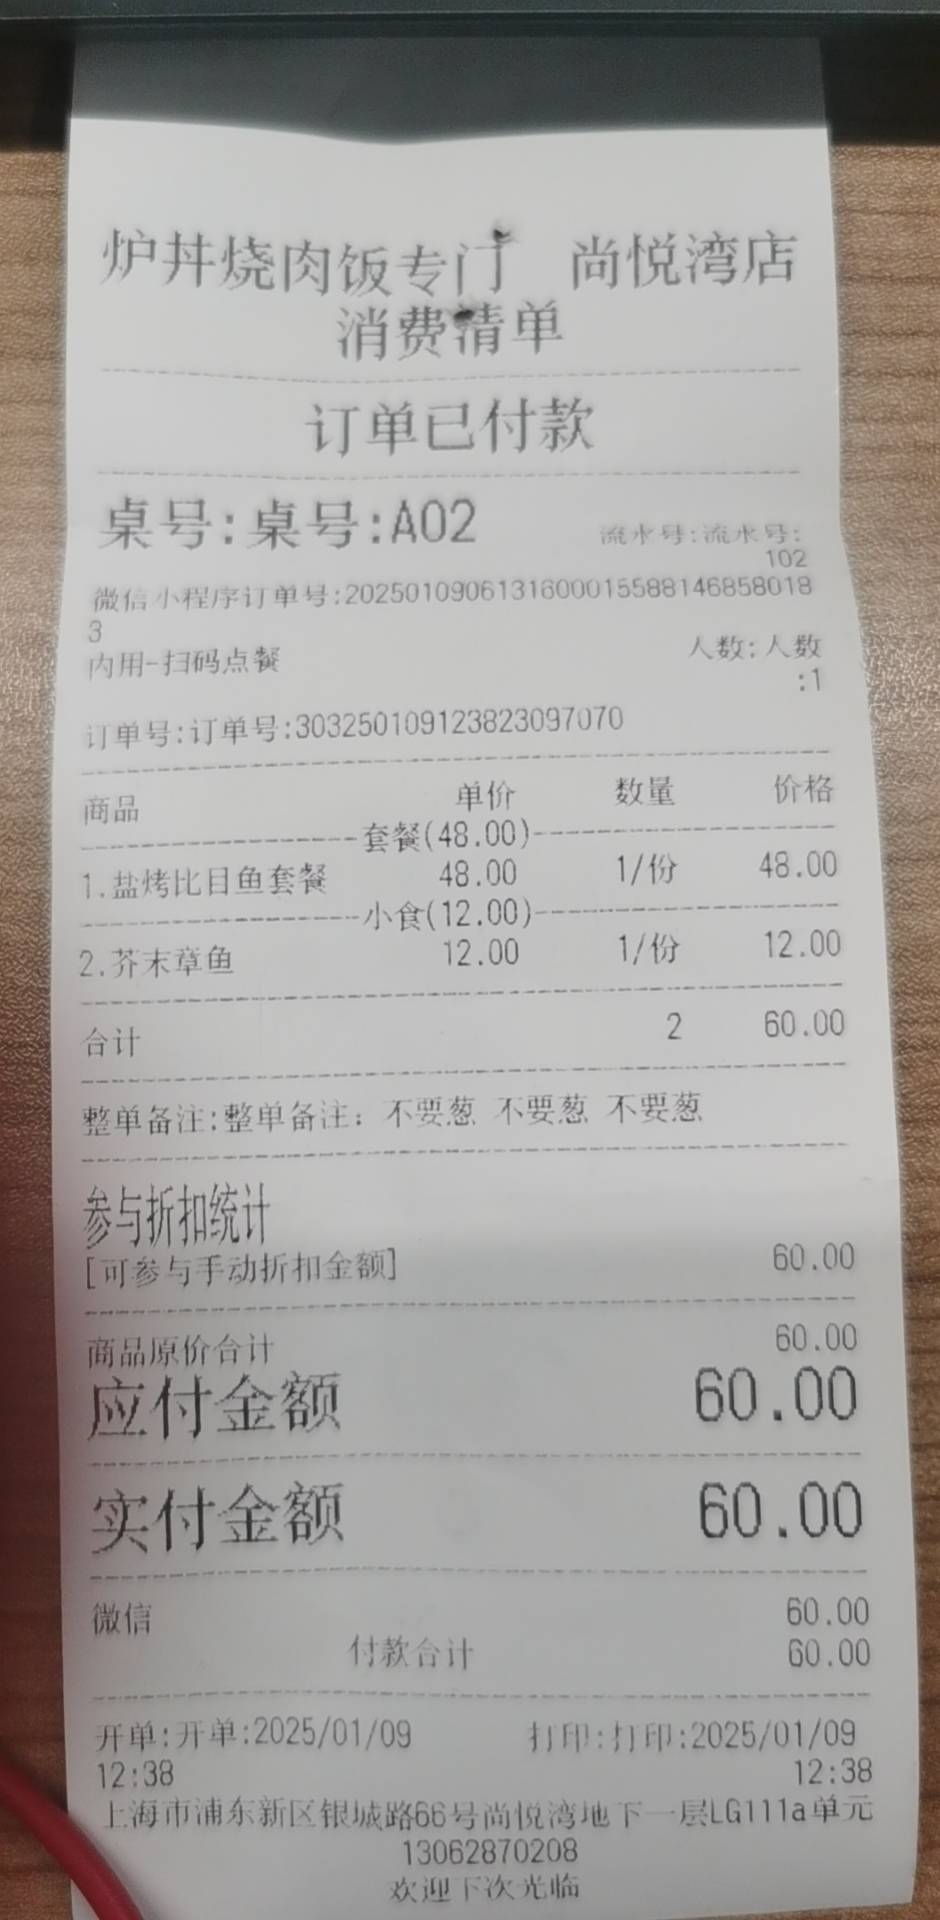 炉丼烧肉饭专门 尚悦湾店
消费清单
订单已付款
桌号:桌号:A02
流水号:流水号:
102
微信小程序订单号:2025010906131600015588146858018
3
内用-扫码点餐
人数:人数
:1
订单号:订单号:303250109123823097070
商品 单价 数量 价格
套餐(48.00)
1.盐烤比目鱼套餐 48.00 1/份 48.00
小食(12.00)
2.芥末章鱼 12.00 1/份 12.00
合计 2 60.00
整单备注:整单备注: 不要葱 不要葱 不要葱
参与折扣统计
[可参与手动折扣金额] 60.00
商品原价合计 60.00
应付金额 60.00
实付金额 60.00
微信 60.00
付款合计 60.00
开单:开单:2025/01/09 打印:打印:2025/01/09
12:38 12:38
上海市浦东新区银城路66号尚悦湾地下一层LG111a单元
13062870208
欢迎下次光临